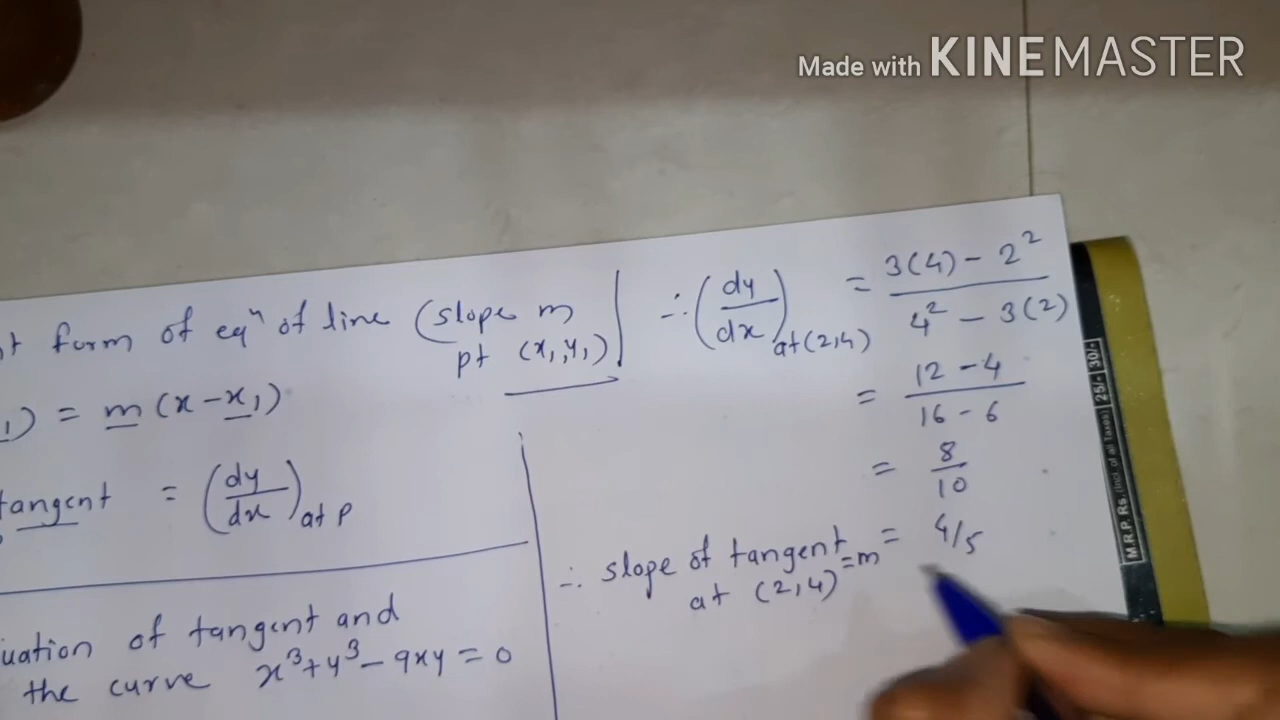 Made with KINEMASTER
form of eqⁿ of line (slope m
pt (x₁, y₁)
= m (x - x₁)
tangent = (dy/dx) at P
uation of tangent and
the curve x³ + y³ - 9xy = 0
∴ (dy/dx) at (2,4) = 3(4) - 2² / 4² - 3(2)
= 12 - 4 / 16 - 6
= 8/10
∴ slope of tangent = m = 4/5
at (2,4)
M.R.P. Rs. (Incl. of all Taxes) 25/- 30/-